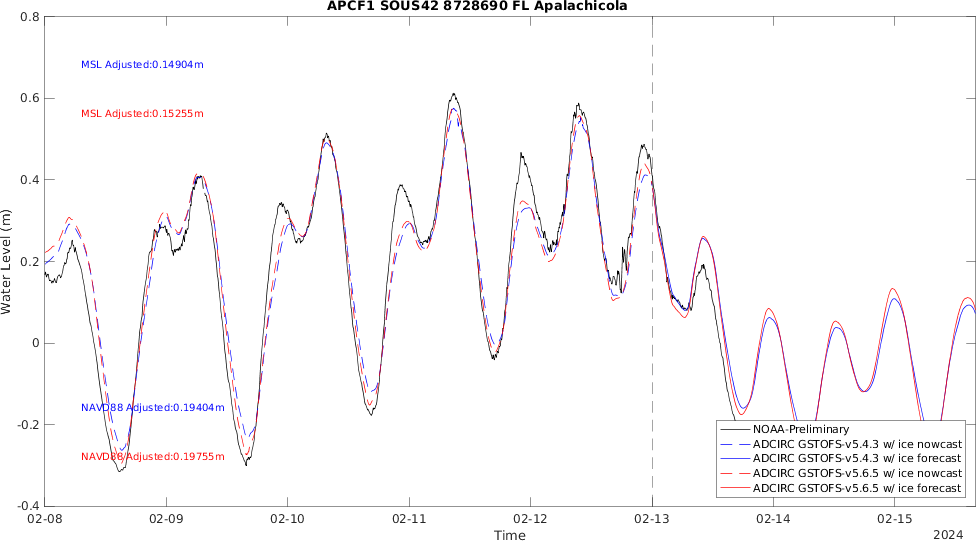 APCF1 SOUS42 8728690 FL Apalachicola
0.8
0.6
0.4
0.2
0
-0.2
-0.4
Water Level (m)
MSL Adjusted:0.14904m
MSL Adjusted:0.15255m
NAVD88 Adjusted:0.19404m
NAVD88 Adjusted:0.19755m
NOAA-Preliminary
ADCIRC GSTOFS-v5.4.3 w/ ice nowcast
ADCIRC GSTOFS-v5.4.3 w/ ice forecast
ADCIRC GSTOFS-v5.6.5 w/ ice nowcast
ADCIRC GSTOFS-v5.6.5 w/ ice forecast
02-08 02-09 02-10 02-11 02-12 02-13 02-14 02-15
Time
2024